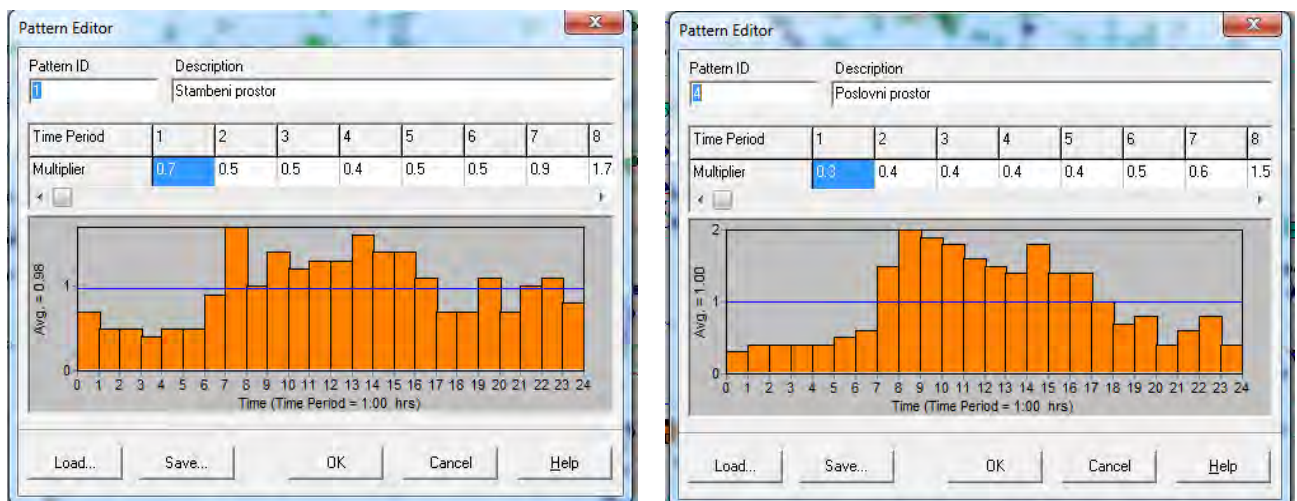 Pattern Editor
Pattern ID Description
1 Stambeni prostor
Time Period 1 2 3 4 5 6 7 8
Multiplier 0.7 0.5 0.5 0.4 0.5 0.5 0.9 1.7
Avg. = 0.98
1
0
0 1 2 3 4 5 6 7 8 9 10 11 12 13 14 15 16 17 18 19 20 21 22 23 24
Time (Time Period = 1:00 hrs)
Load... Save... OK Cancel Help
Pattern Editor
Pattern ID Description
4 Poslovni prostor
Time Period 1 2 3 4 5 6 7 8
Multiplier 0.3 0.4 0.4 0.4 0.4 0.5 0.6 1.5
Avg. = 1.00
2
1
0
0 1 2 3 4 5 6 7 8 9 10 11 12 13 14 15 16 17 18 19 20 21 22 23 24
Time (Time Period = 1:00 hrs)
Load... Save... OK Cancel Help